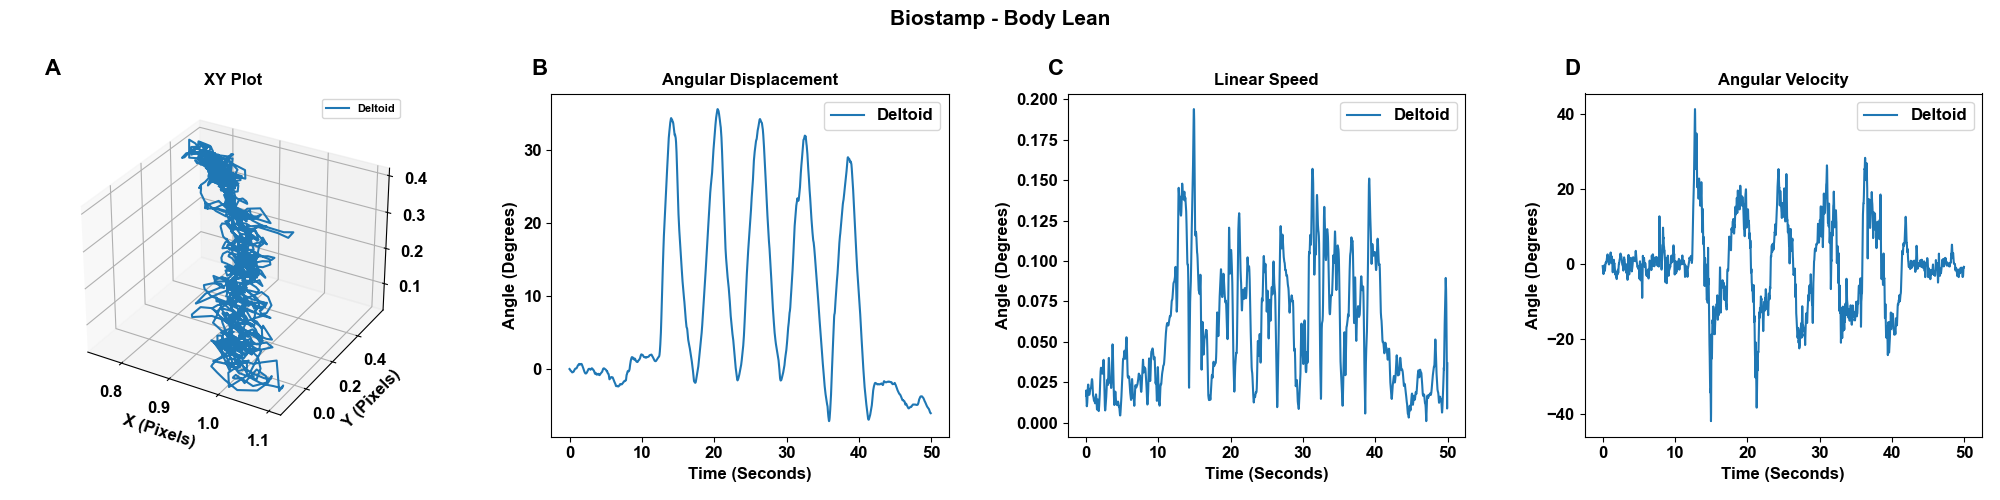 Biostamp - Body Lean
A
XY Plot
Deltoid
0.4
0.3
0.2
0.1
0.8
0.9
1.0
1.1
X (Pixels)
0.0
0.2
0.4
Y (Pixels)
B
Angular Displacement
Deltoid
Angle (Degrees)
30
20
10
0
0 10 20 30 40 50
Time (Seconds)
C
Linear Speed
Deltoid
Angle (Degrees)
0.200
0.175
0.150
0.125
0.100
0.075
0.050
0.025
0.000
0 10 20 30 40 50
Time (Seconds)
D
Angular Velocity
Deltoid
Angle (Degrees)
40
20
0
−20
−40
0 10 20 30 40 50
Time (Seconds)